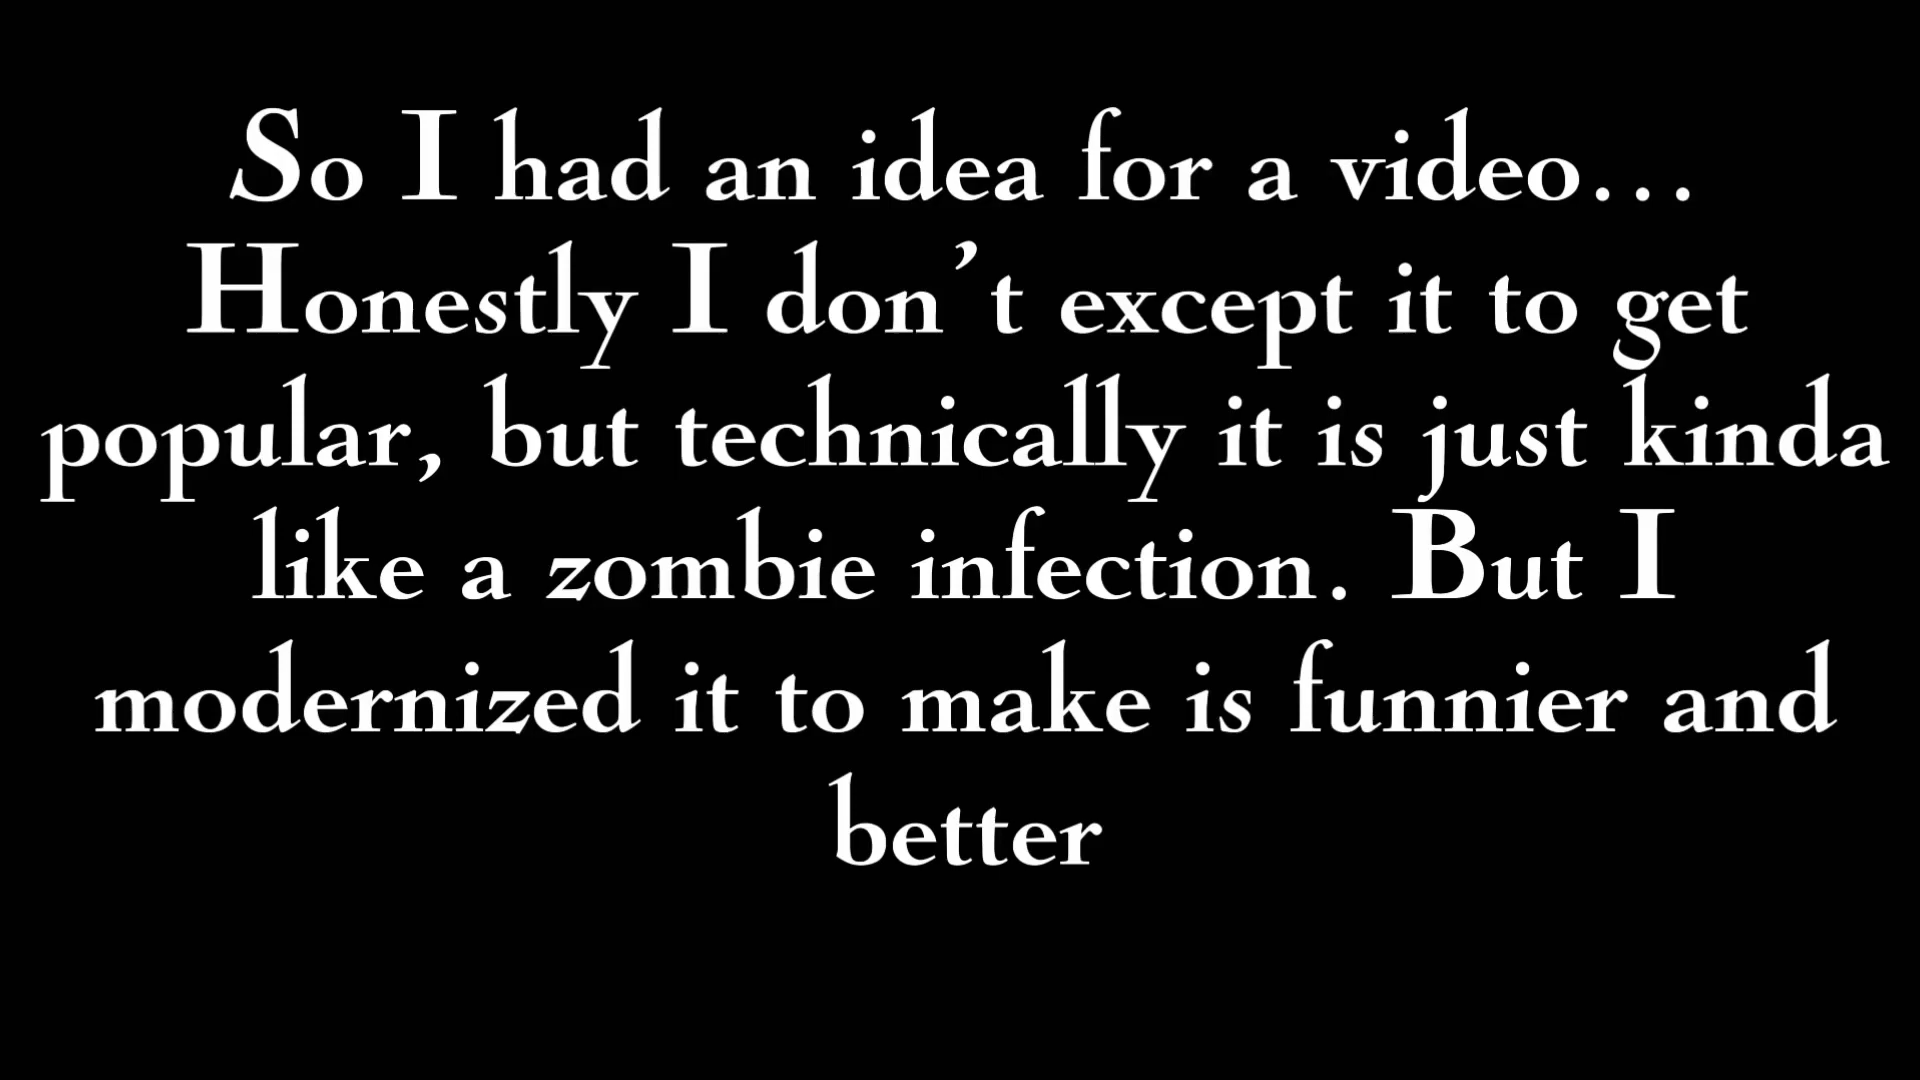 So I had an idea for a video…
Honestly I don’t except it to get
popular, but technically it is just kinda
like a zombie infection. But I
modernized it to make is funnier and
better